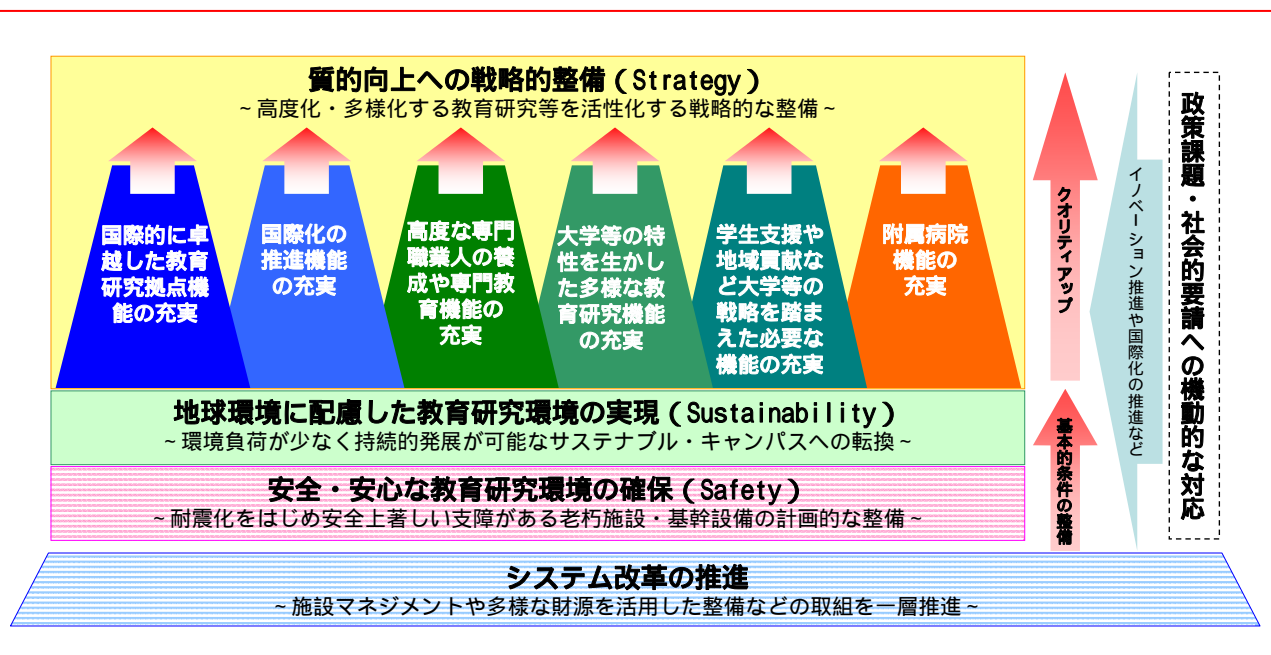 質的向上への戦略的整備（Strategy）
~高度化・多様化する教育研究等を活性化する戦略的な整備~
国際的に卓
越した教育
研究拠点機
能の充実
国際化の
推進機能
の充実
高度な専門
職業人の養
成や専門教
育機能の
充実
大学等の特
性を生かし
た多様な教
育研究機能
の充実
学生支援や
地域貢献な
ど大学等の
戦略を踏ま
えた必要な
機能の充実
附属病院
機能の
充実
地球環境に配慮した教育研究環境の実現（Sustainability）
~環境負荷が少なく持続的発展が可能なサステナブル・キャンパスへの転換~
安全・安心な教育研究環境の確保（Safety）
~耐震化をはじめ安全上著しい支障がある老朽施設・基幹設備の計画的な整備~
システム改革の推進
~施設マネジメントや多様な財源を活用した整備などの取組を一層推進~
クオリティアップ
基本的条件の整備
イノベーション推進や国際化の推進など
政策課題・社会的要請への機動的な対応